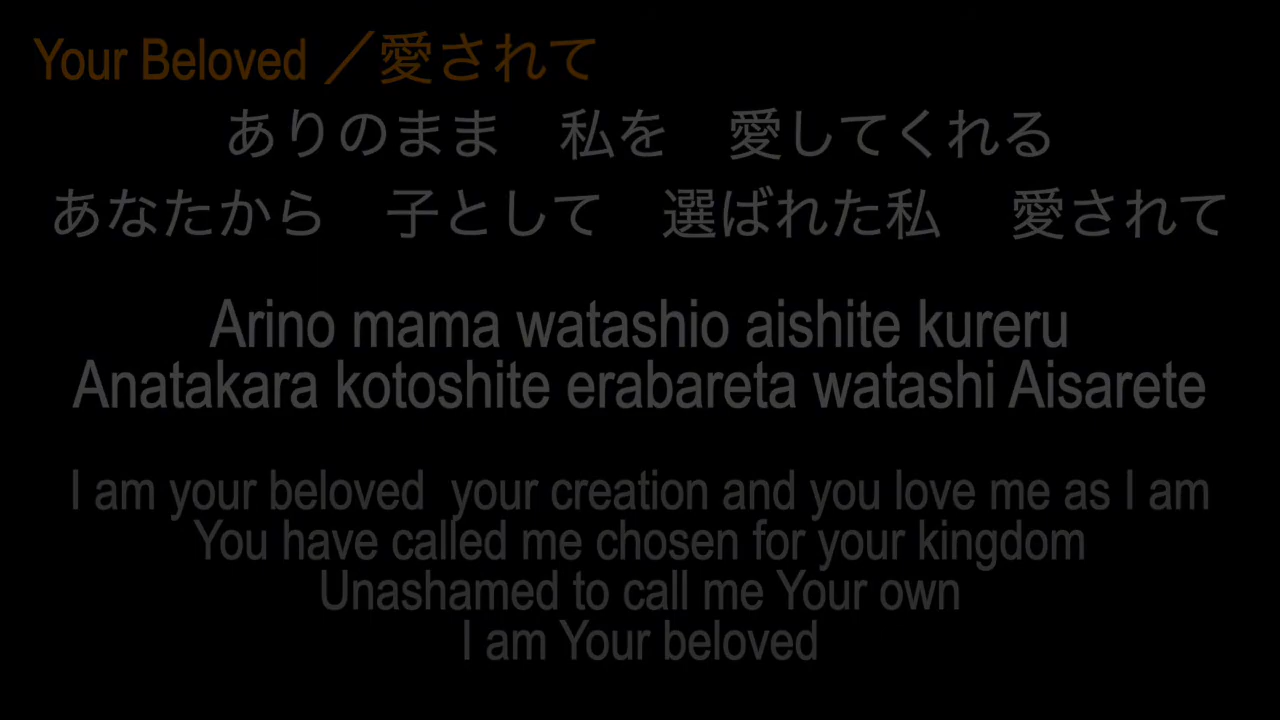 Your Beloved ／愛されて
ありのまま　私を　愛してくれる
あなたから　子として　選ばれた私　愛されて
Arino mama watashio aishite kureru
Anatakara kotoshite erabareta watashi Aisarete
I am your beloved  your creation and you love me as I am
You have called me chosen for your kingdom
Unashamed to call me Your own
I am Your beloved